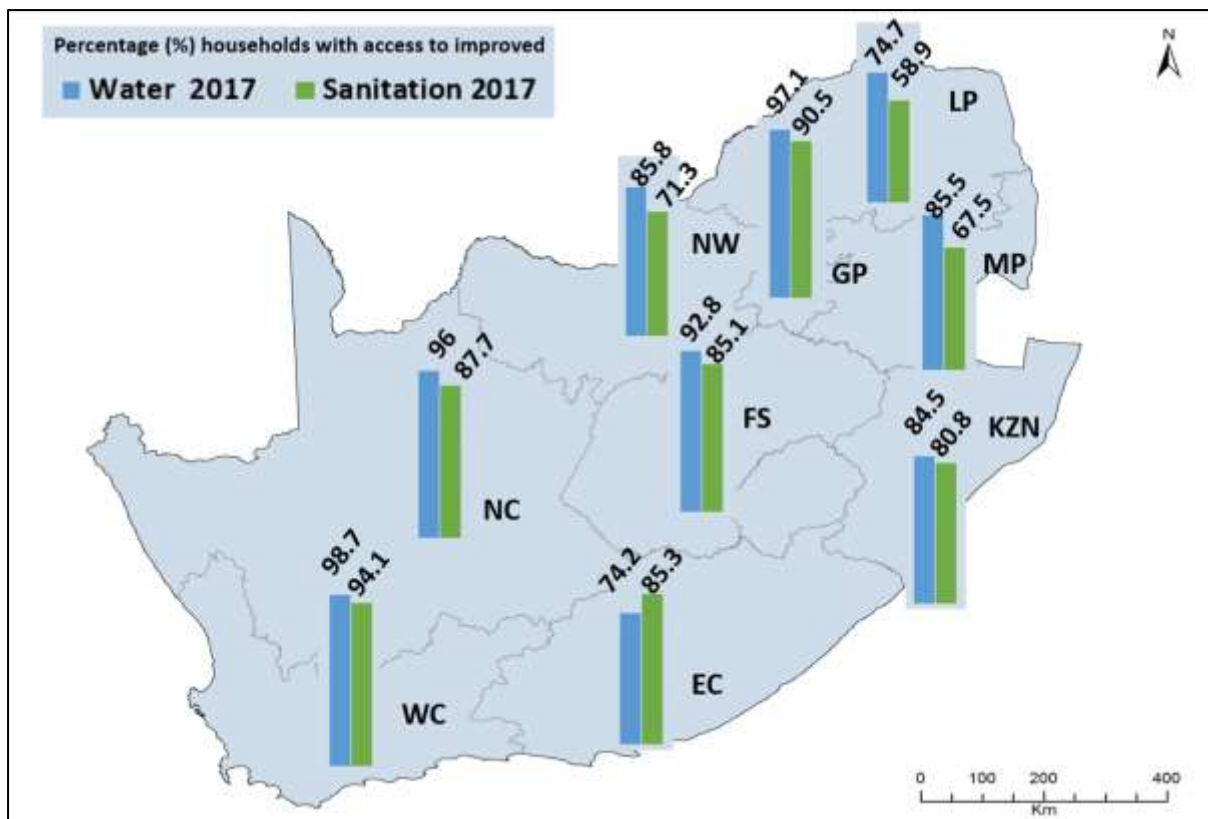 Percentage (%) households with access to improved
Water 2017 Sanitation 2017
N
74.7
58.9
LP
97.1
90.5
GP
85.8
71.3
NW
85.5
67.5
MP
92.8
85.1
FS
96
87.7
NC
84.5
80.8
KZN
98.7
94.1
WC
74.2
85.3
EC
0 100 200 400
Km